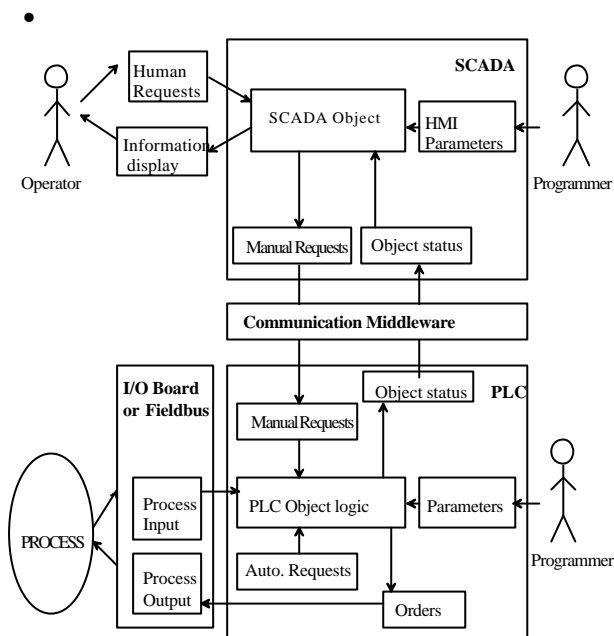 •
SCADA
Human
Requests
SCADA Object
HMI
Parameters
Information
display
Operator
Programmer
Manual Requests
Object status
Communication Middleware
I/O Board
or Fieldbus
Object status
PLC
Manual Requests
Process
Input
PLC Object logic
Parameters
PROCESS
Programmer
Process
Output
Auto. Requests
Orders